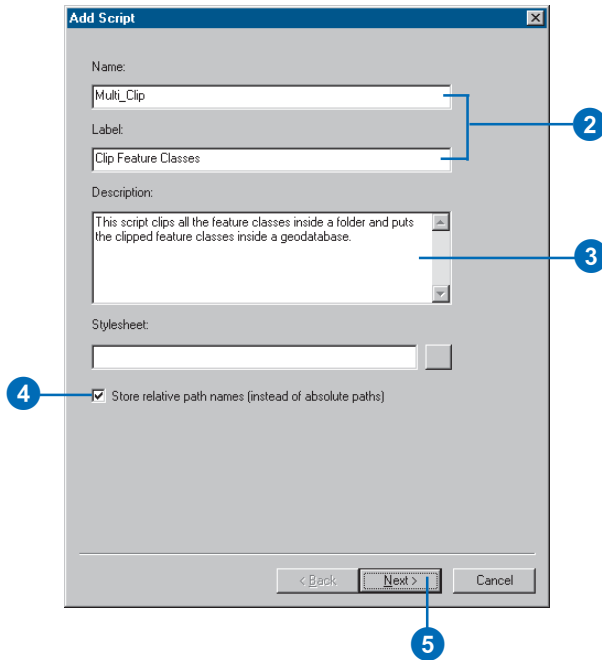 Add Script
Name:
Multi_Clip
2
Label:
Clip Feature Classes
Description:
This script clips all the feature classes inside a folder and puts
the clipped feature classes inside a geodatabase.
3
Stylesheet:
4
Store relative path names (instead of absolute paths)
< Back
Next >
Cancel
5